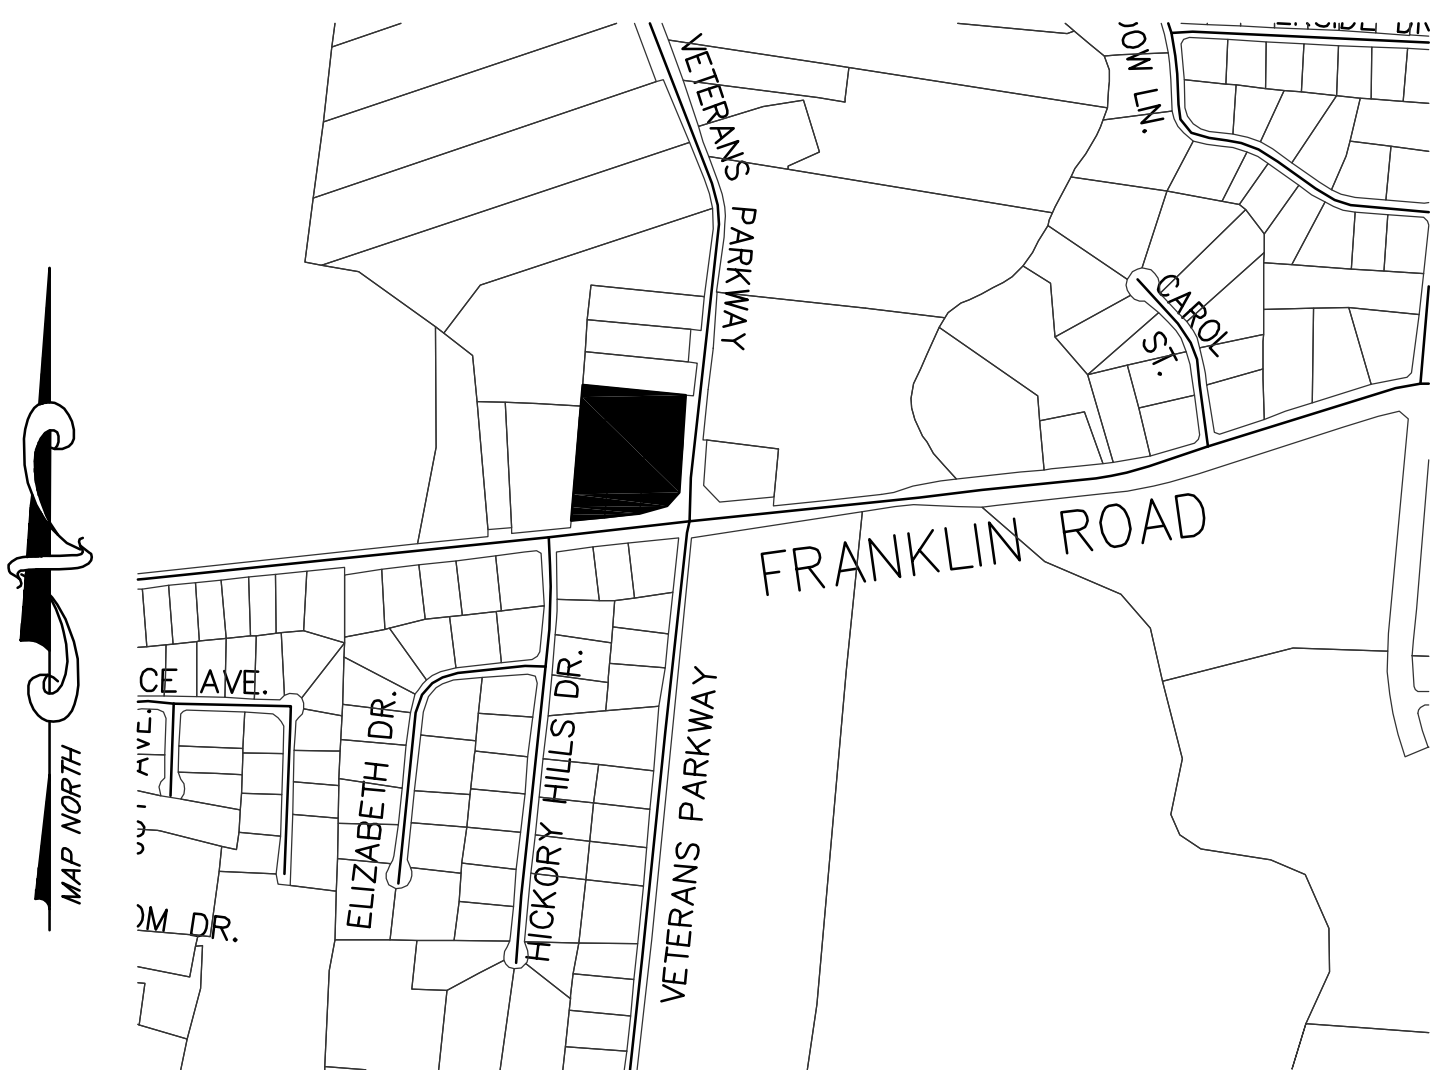 VETERANS PARKWAY
OW LN.
CAROL
ST.
FRANKLIN ROAD
CE AVE.
AVE.
ELIZABETH DR.
HICKORY HILLS DR.
VETERANS PARKWAY
OM DR.
MAP NORTH